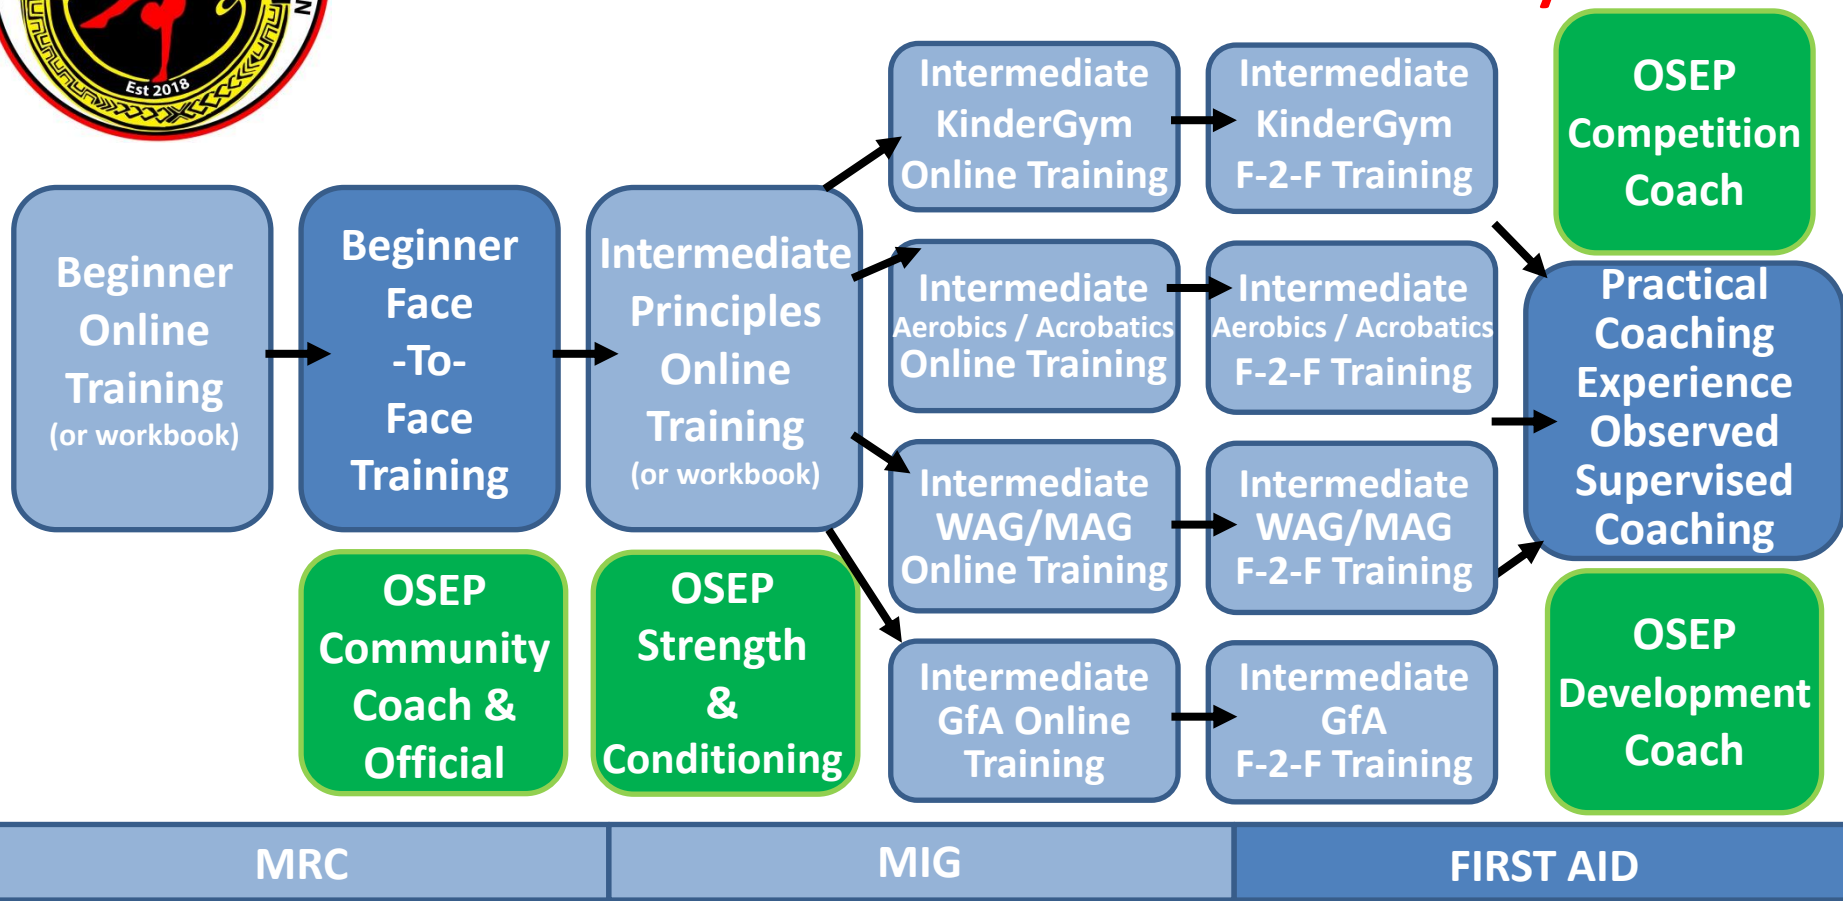 Est 2018
Beginner
Online
Training
(or workbook)
Beginner
Face
-To-
Face
Training
Intermediate
Principles
Online
Training
(or workbook)
Intermediate
KinderGym
Online Training
Intermediate
KinderGym
F-2-F Training
Intermediate
Aerobics / Acrobatics
Online Training
Intermediate
Aerobics / Acrobatics
F-2-F Training
Intermediate
WAG/MAG
Online Training
Intermediate
WAG/MAG
F-2-F Training
Intermediate
GfA Online
Training
Intermediate
GfA
F-2-F Training
OSEP
Competition
Coach
Practical
Coaching
Experience
Observed
Supervised
Coaching
OSEP
Development
Coach
OSEP
Community
Coach &
Official
OSEP
Strength
&
Conditioning
MRC
MIG
FIRST AID